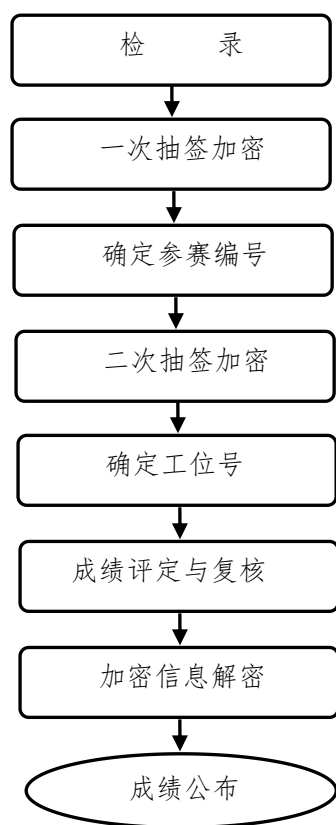 检 录
一次抽签加密
确定参赛编号
二次抽签加密
确定工位号
成绩评定与复核
加密信息解密
成绩公布